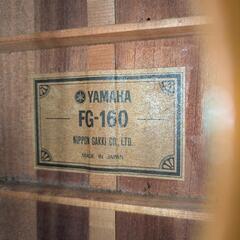 YAMAHA
FG-160
NIPPON GAKKI CO., LTD.
MADE IN JAPAN